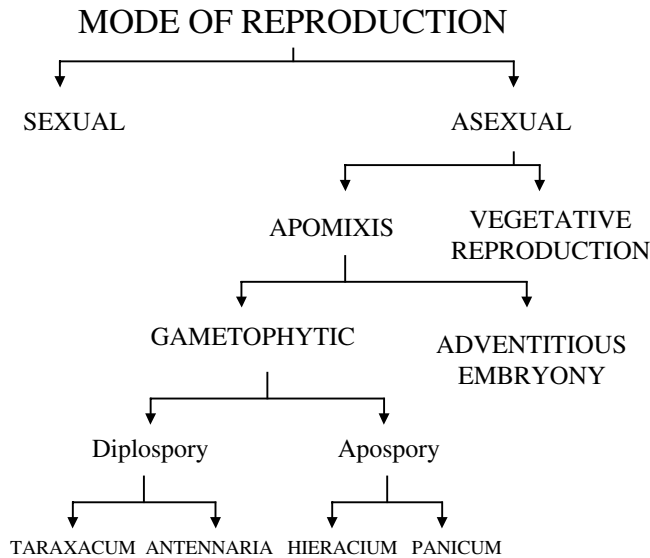 MODE OF REPRODUCTION
SEXUAL
ASEXUAL
APOMIXIS
VEGETATIVE
REPRODUCTION
GAMETOPHYTIC
ADVENTITIOUS
EMBRYONY
Diplospory
Apospory
TARAXACUM
ANTENNARIA
HIERACIUM
PANICUM